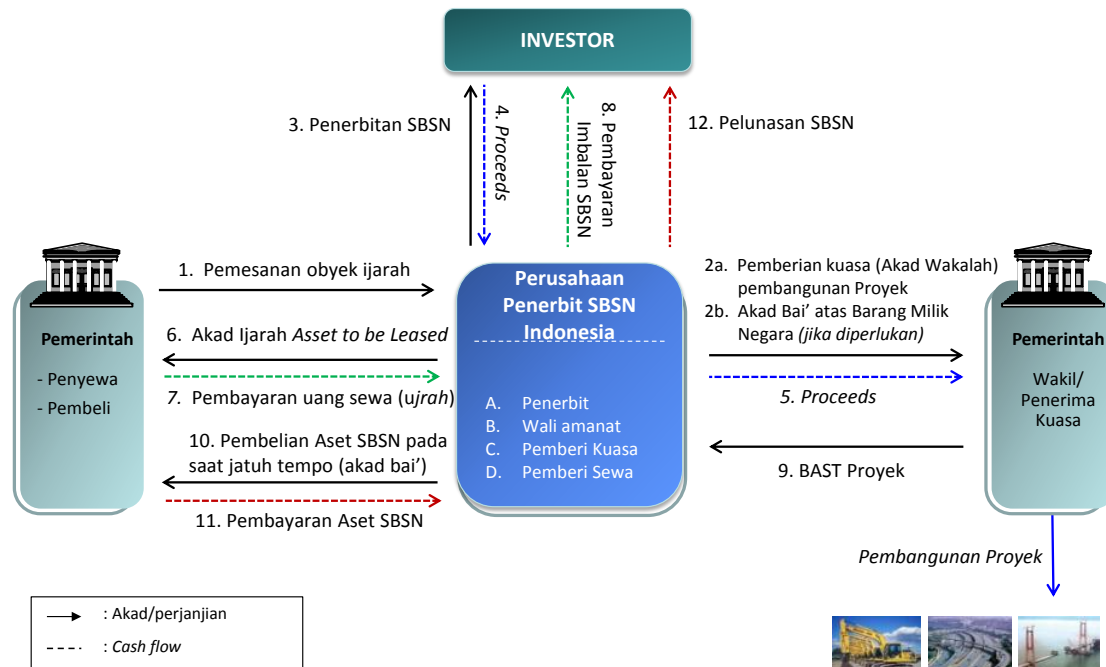 INVESTOR
3. Penerbitan SBSN
4. Proceeds
8. Pembayaran
Imbalan SBSN
12. Pelunasan SBSN
Pemerintah
- Penyewa
- Pembeli
1. Pemesanan obyek ijarah
6. Akad Ijarah Asset to be Leased
7. Pembayaran uang sewa (ujrah)
10. Pembelian Aset SBSN pada
saat jatuh tempo (akad bai’)
11. Pembayaran Aset SBSN
Perusahaan
Penerbit SBSN
Indonesia
A. Penerbit
B. Wali amanat
C. Pemberi Kuasa
D. Pemberi Sewa
2a. Pemberian kuasa (Akad Wakalah)
pembangunan Proyek
2b. Akad Bai’ atas Barang Milik
Negara (jika diperlukan)
5. Proceeds
9. BAST Proyek
Pemerintah
Wakil/
Penerima
Kuasa
Pembangunan Proyek
: Akad/perjanjian
: Cash flow